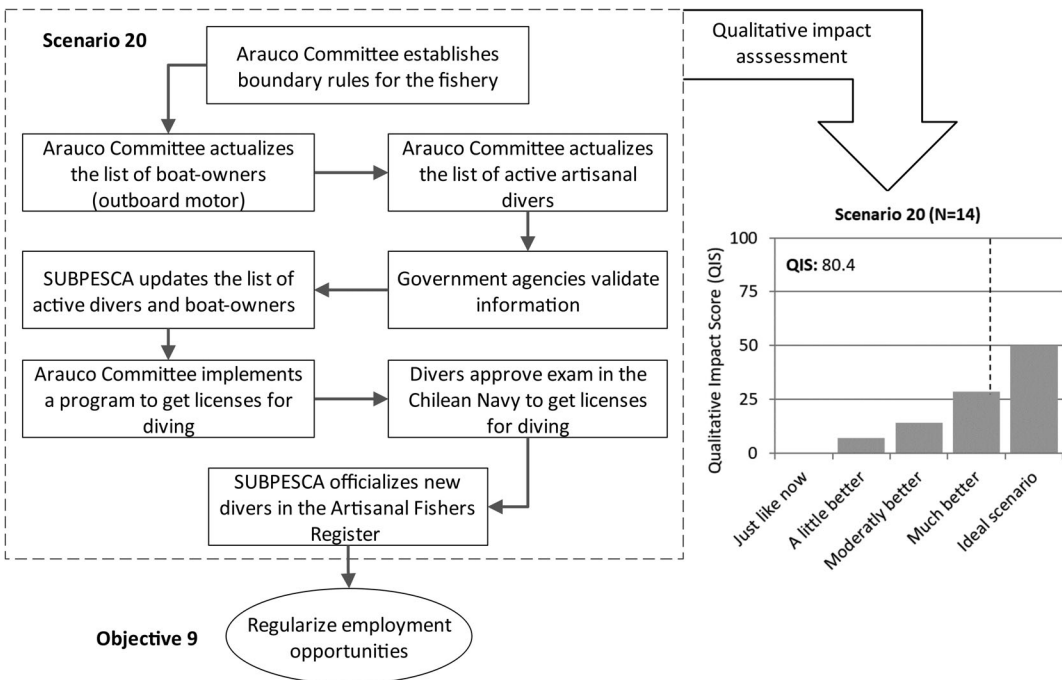 Scenario 20
Arauco Committee establishes
boundary rules for the fishery
Arauco Committee actualizes
the list of boat-owners
(outboard motor)
Arauco Committee actualizes
the list of active artisanal
divers
SUBPESCA updates the list of
active divers and boat-owners
Government agencies validate
information
Arauco Committee implements
a program to get licenses for
diving
Divers approve exam in the
Chilean Navy to get licenses
for diving
SUBPESCA officializes new
divers in the Artisanal Fishers
Register
Objective 9
Regularize employment
opportunities
Qualitative impact
asssessment
Scenario 20 (N=14)
Qualitative Impact Score (QIS)
100
75
50
25
0
QIS: 80.4
Just like now
A little better
Moderatly better
Much better
Ideal scenario